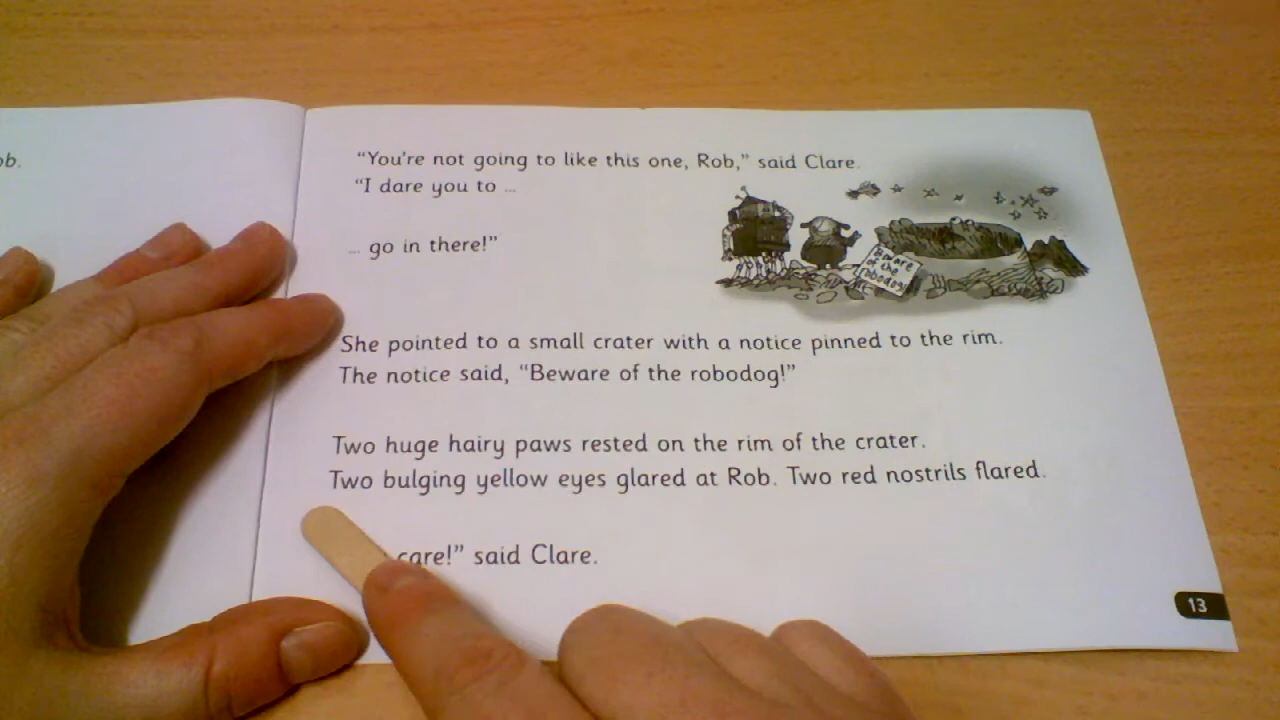 ob.
"You're not going to like this one, Rob," said Clare.
"I dare you to ...
... go in there!"
Beware
of the
robodog!
She pointed to a small crater with a notice pinned to the rim.
The notice said, "Beware of the robodog!"
Two huge hairy paws rested on the rim of the crater.
Two bulging yellow eyes glared at Rob. Two red nostrils flared.
care!" said Clare.
13